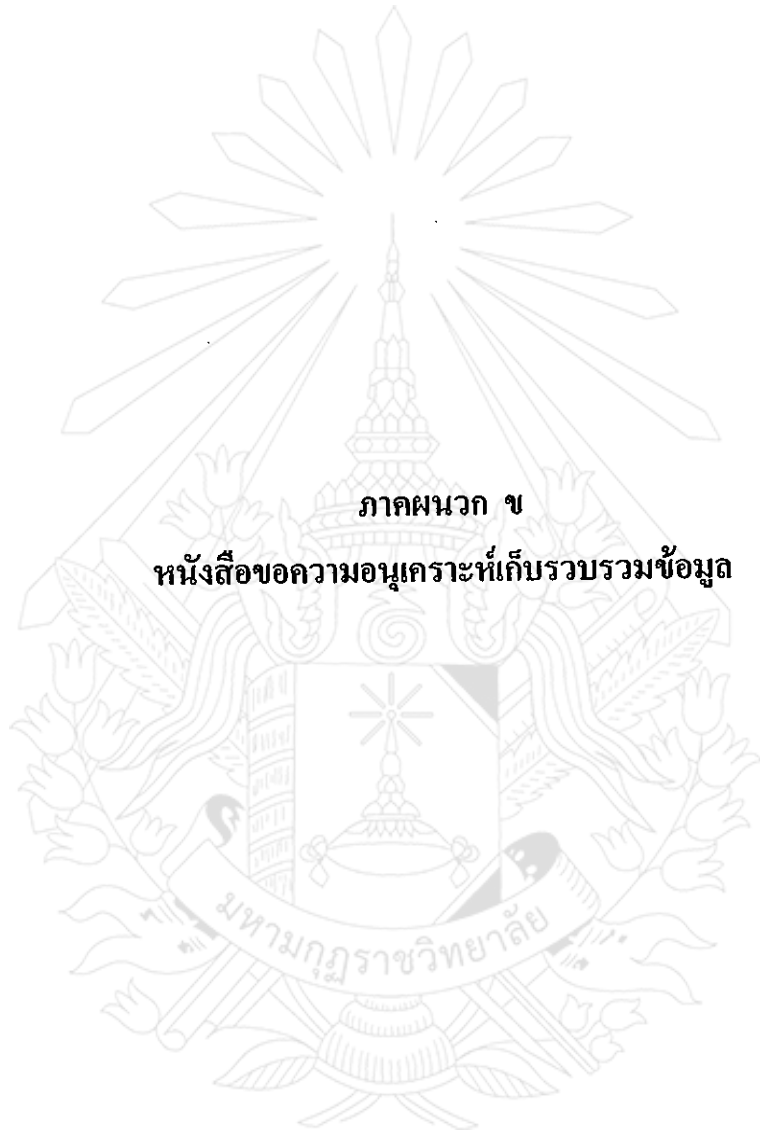 ภาคผนวก ข
หนังสือขอความอนุเคราะห์เก็บรวบรวมข้อมูล
มหามกุฏราชวิทยาลัย